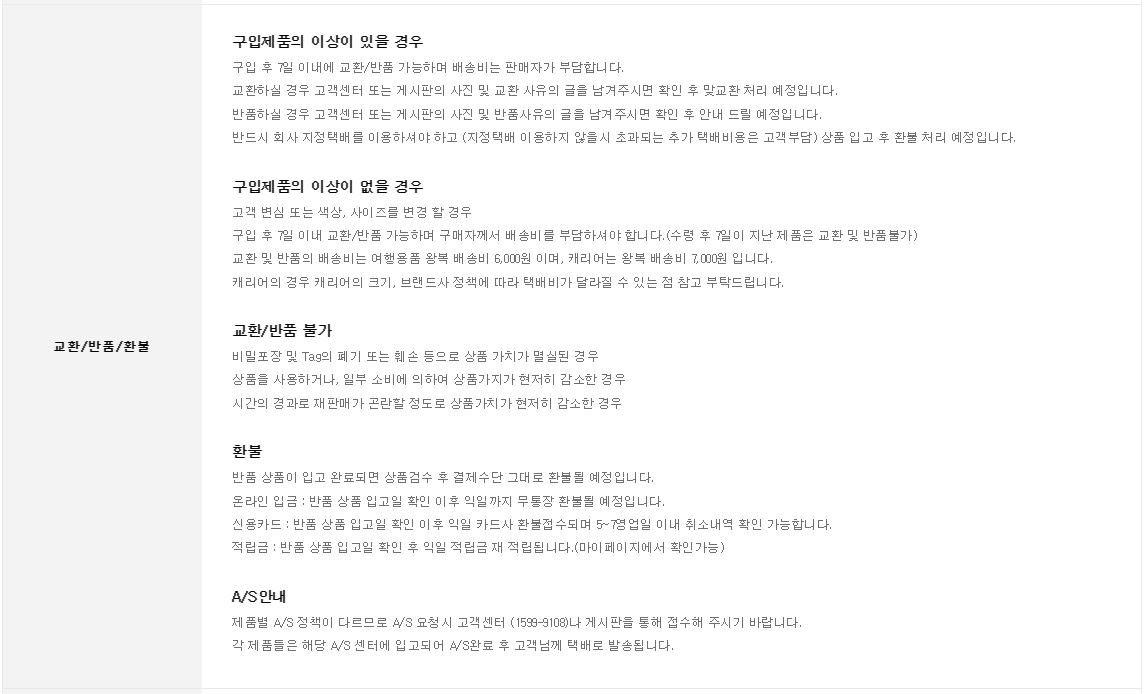 교환/반품/환불
구입제품의 이상이 있을 경우
구입 후 7일 이내에 교환/반품 가능하며 배송비는 판매자가 부담합니다.
교환하실 경우 고객센터 또는 게시판의 사진 및 교환 사유의 글을 남겨주시면 확인 후 맞교환 처리 예정입니다.
반품하실 경우 고객센터 또는 게시판의 사진 및 반품사유의 글을 남겨주시면 확인 후 안내 드릴 예정입니다.
반드시 회사 지정택배를 이용하셔야 하고 (지정택배 이용하지 않을시 초과되는 추가 택배비용은 고객부담) 상품 입고 후 환불 처리 예정입니다.
구입제품의 이상이 없을 경우
고객 변심 또는 색상, 사이즈를 변경 할 경우
구입 후 7일 이내 교환/반품 가능하며 구매자께서 배송비를 부담하셔야 합니다.(수령 후 7일이 지난 제품은 교환 및 반품불가)
교환 및 반품의 배송비는 여행용품 왕복 배송비 6,000원 이며, 캐리어는 왕복 배송비 7,000원 입니다.
캐리어의 경우 캐리어의 크기, 브랜드사 정책에 따라 택배비가 달라질 수 있는 점 참고 부탁드립니다.
교환/반품 불가
비밀포장 및 Tag의 폐기 또는 훼손 등으로 상품 가치가 멸실된 경우
상품을 사용하거나, 일부 소비에 의하여 상품가치가 현저히 감소한 경우
시간의 경과로 재판매가 곤란할 정도로 상품가치가 현저히 감소한 경우
환불
반품 상품이 입고 완료되면 상품검수 후 결제수단 그대로 환불될 예정입니다.
온라인 입금 : 반품 상품 입고일 확인 이후 익일까지 무통장 환불될 예정입니다.
신용카드 : 반품 상품 입고일 확인 이후 익일 카드사 환불접수되며 5~7영업일 이내 취소내역 확인 가능합니다.
적립금 : 반품 상품 입고일 확인 후 익일 적립금 재 적립됩니다.(마이페이지에서 확인가능)
A/S안내
제품별 A/S 정책이 다르므로 A/S 요청시 고객센터 (1599-9108)나 게시판을 통해 접수해 주시기 바랍니다.
각 제품들은 해당 A/S 센터에 입고되어 A/S완료 후 고객님께 택배로 발송됩니다.